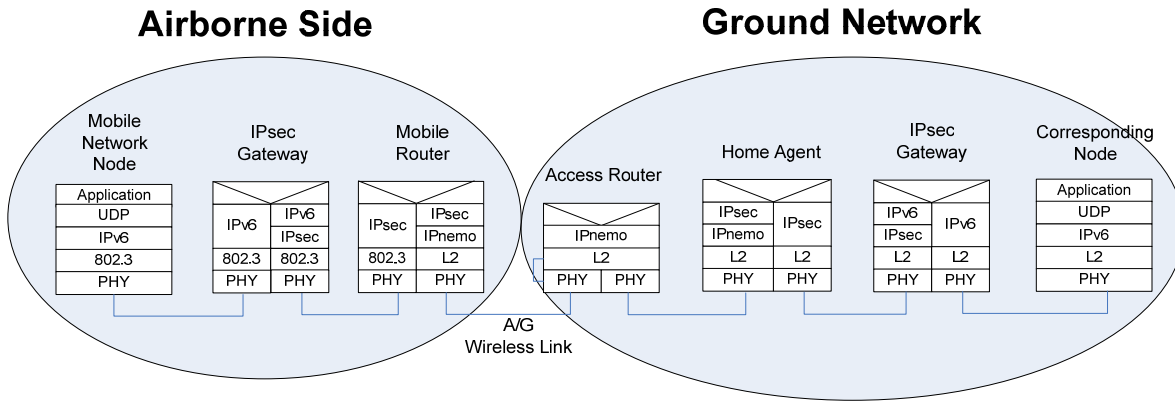 Airborne Side
Ground Network
Mobile
Network
Node
Application
UDP
IPv6
802.3
PHY
IPsec
Gateway
IPv6
IPv6
IPsec
802.3
802.3
PHY
PHY
Mobile
Router
IPsec
IPsec
IPnemo
802.3
L2
PHY
PHY
A/G
Wireless Link
Access Router
IPnemo
L2
PHY
PHY
Home Agent
IPsec
IPnemo
IPsec
L2
L2
PHY
PHY
IPsec
Gateway
IPv6
IPsec
IPv6
L2
L2
PHY
PHY
Corresponding
Node
Application
UDP
IPv6
L2
PHY